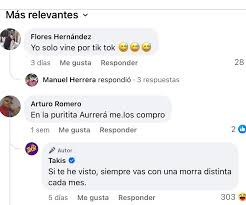 Más relevantes
Flores Hernández
Yo solo vine por tik tok 😅😅😅
3 días Me gusta Responder 2
Manuel Herrera respondió · 3 respuestas
Arturo Romero
En la puritita Aurrerá me.los compro
1 sem Me gusta Responder 2
Autor
Takis
Si te he visto, siempre vas con una morra distinta
cada mes.
5 días Me gusta Responder 303